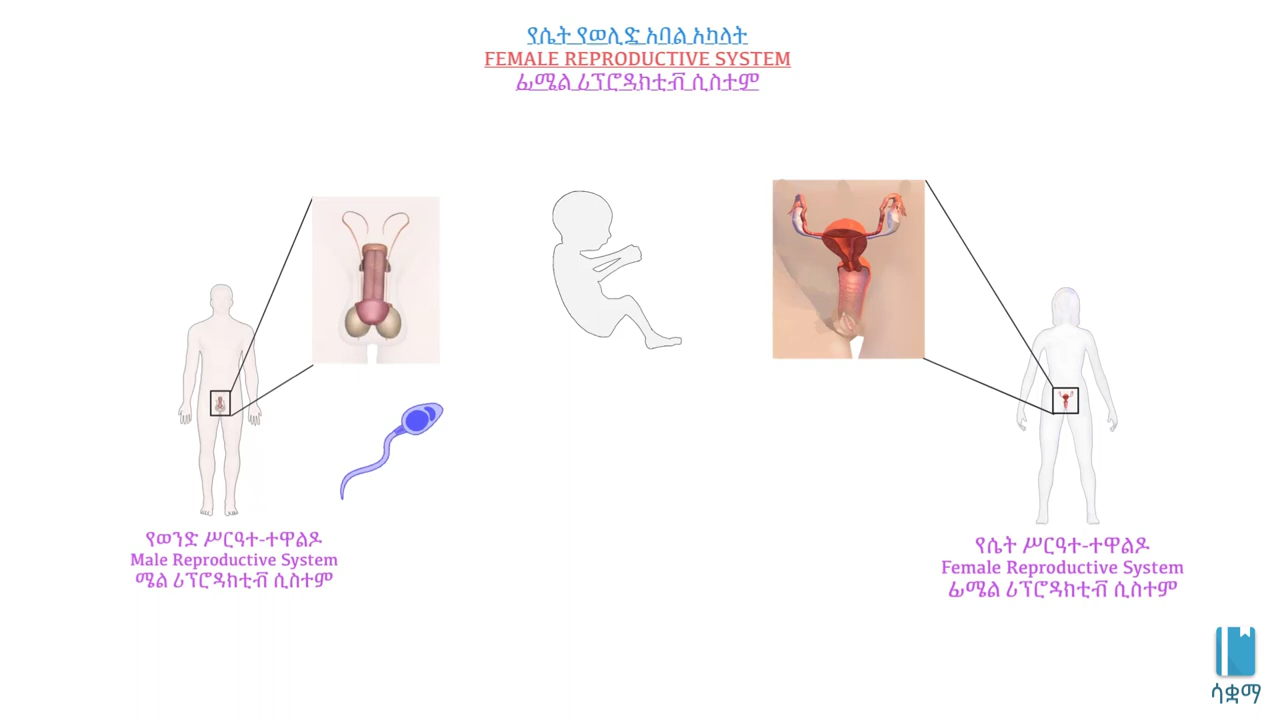 የሴት የወሊድ አባል አካላት
FEMALE REPRODUCTIVE SYSTEM
ፊሜል ሪፕሮዳክቲቭ ሲስተም
የወንድ ሥርዓተ-ተዋልዶ
Male Reproductive System
ሜል ሪፕሮዳክቲቭ ሲስተም
የሴት ሥርዓተ-ተዋልዶ
Female Reproductive System
ፊሜል ሪፕሮዳክቲቭ ሲስተም
ሳቋማ